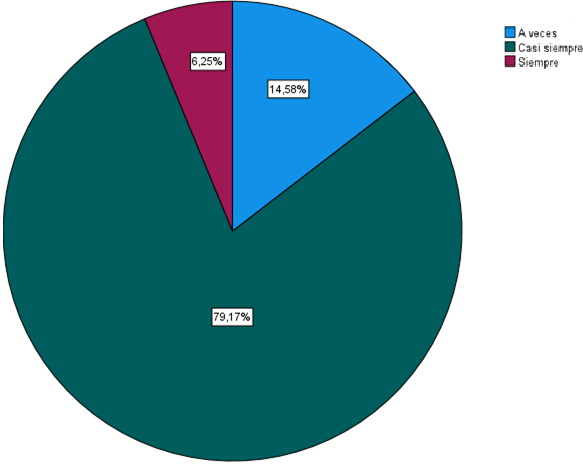 A veces
Casi siempre
Siempre
6,25%
14,58%
79,17%